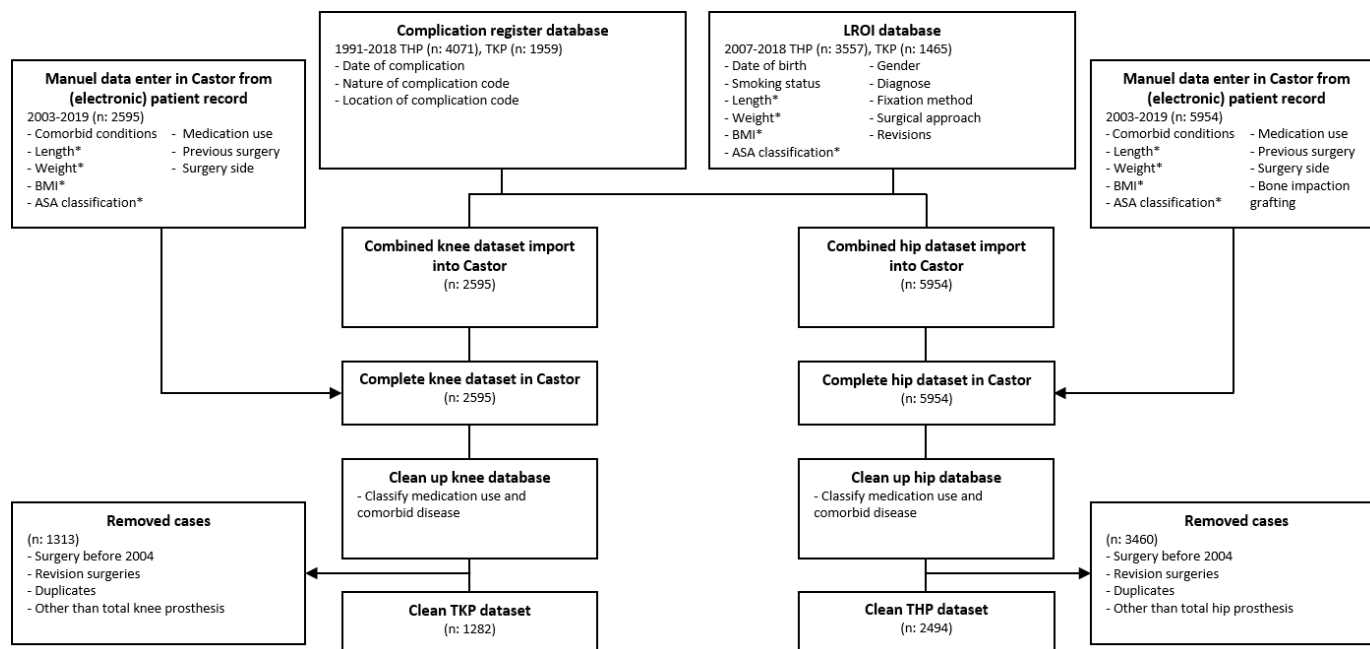 Complication register database
1991-2018 THP (n: 4071), TKP (n: 1959)
- Date of complication
- Nature of complication code
- Location of complication code
LROI database
2007-2018 THP (n: 3557), TKP (n: 1465)
- Date of birth
- Smoking status
- Length*
- Weight*
- BMI*
- ASA classification*
- Gender
- Diagnose
- Fixation method
- Surgical approach
- Revisions
Manuel data enter in Castor from
(electronic) patient record
2003-2019 (n: 2595)
- Comorbid conditions
- Length*
- Weight*
- BMI*
- ASA classification*
- Medication use
- Previous surgery
- Surgery side
Manuel data enter in Castor from
(electronic) patient record
2003-2019 (n: 5954)
- Comorbid conditions
- Length*
- Weight*
- BMI*
- ASA classification*
- Medication use
- Previous surgery
- Surgery side
- Bone impaction
grafting
Combined knee dataset import
into Castor
(n: 2595)
Combined hip dataset import
into Castor
(n: 5954)
Complete knee dataset in Castor
(n: 2595)
Complete hip dataset in Castor
(n: 5954)
Clean up knee database
- Classify medication use and
comorbid disease
Clean up hip database
- Classify medication use and
comorbid disease
Removed cases
(n: 1313)
- Surgery before 2004
- Revision surgeries
- Duplicates
- Other than total knee prosthesis
Removed cases
(n: 3460)
- Surgery before 2004
- Revision surgeries
- Duplicates
- Other than total hip prosthesis
Clean TKP dataset
(n: 1282)
Clean THP dataset
(n: 2494)